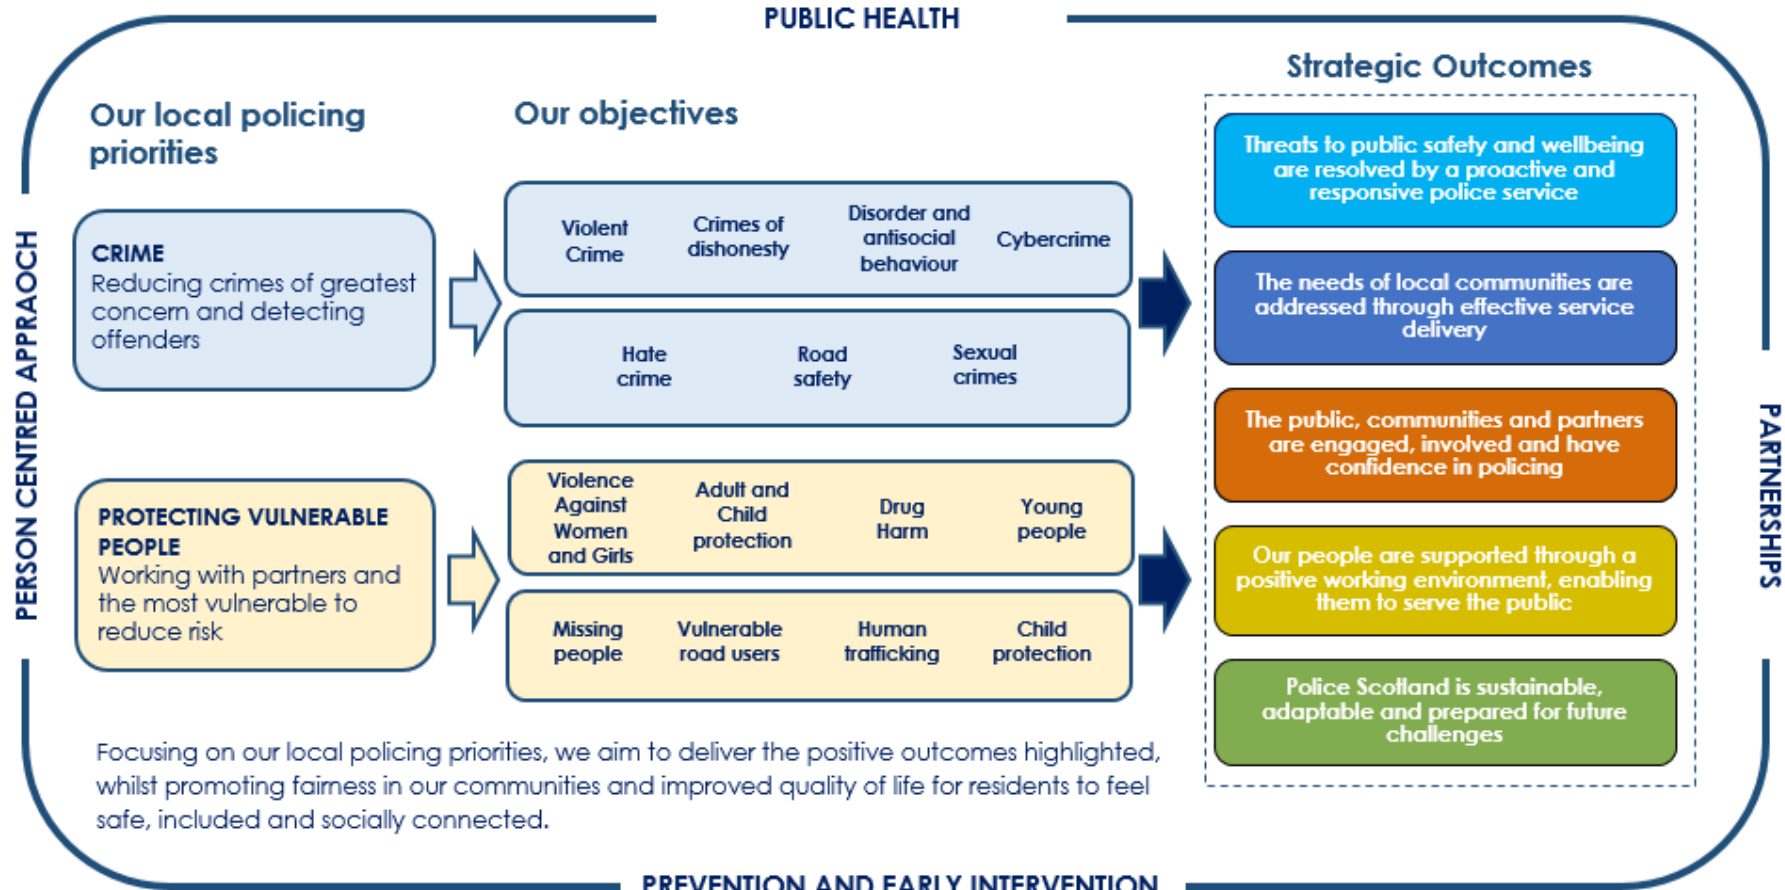 PUBLIC HEALTH
Strategic Outcomes
Our local policing
priorities
Our objectives
PERSON CENTRED APPRAOCH
CRIME
Reducing crimes of greatest
concern and detecting
offenders
Violent
Crime
Crimes of
dishonesty
Disorder and
antisocial
behaviour
Cybercrime
Hate
crime
Road
safety
Sexual
crimes
PROTECTING VULNERABLE
PEOPLE
Working with partners and
the most vulnerable to
reduce risk
Violence
Against
Women
and Girls
Adult and
Child
protection
Drug
Harm
Young
people
Missing
people
Vulnerable
road users
Human
trafficking
Child
protection
Threats to public safety and wellbeing
are resolved by a proactive and
responsive police service
The needs of local communities are
addressed through effective service
delivery
The public, communities and partners
are engaged, involved and have
confidence in policing
Our people are supported through a
positive working environment, enabling
them to serve the public
Police Scotland is sustainable,
adaptable and prepared for future
challenges
PARTNERSHIPS
Focusing on our local policing priorities, we aim to deliver the positive outcomes highlighted,
whilst promoting fairness in our communities and improved quality of life for residents to feel
safe, included and socially connected.
PREVENTION AND EARLY INTERVENTION